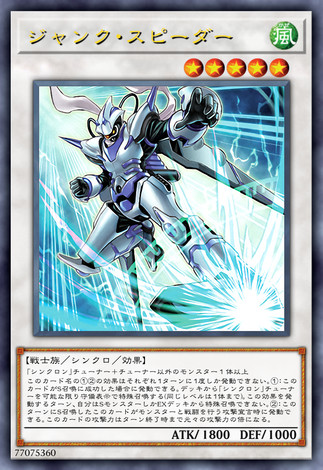 ジャンク・スピーダー
風
【戦士族／シンクロ／効果】
「シンクロン」チューナー＋チューナー以外のモンスター１体以上
このカード名の①②の効果はそれぞれ1ターンに1度しか発動できない。①:この
カードがS召喚に成功した場合に発動できる。デッキから「シンクロン」チューナ
ーを可能な限り守備表示で特殊召喚する(同じレベルは1体まで)。この効果を発
動するターン、自分はSモンスターしかEXデッキから特殊召喚できない。②:この
ターンにS召喚したこのカードがモンスターと戦闘を行う攻撃宣言時に発動でき
る。このカードの攻撃力はターン終了時まで元々の攻撃力の倍になる。
ATK/1800 DEF/1000
77075360